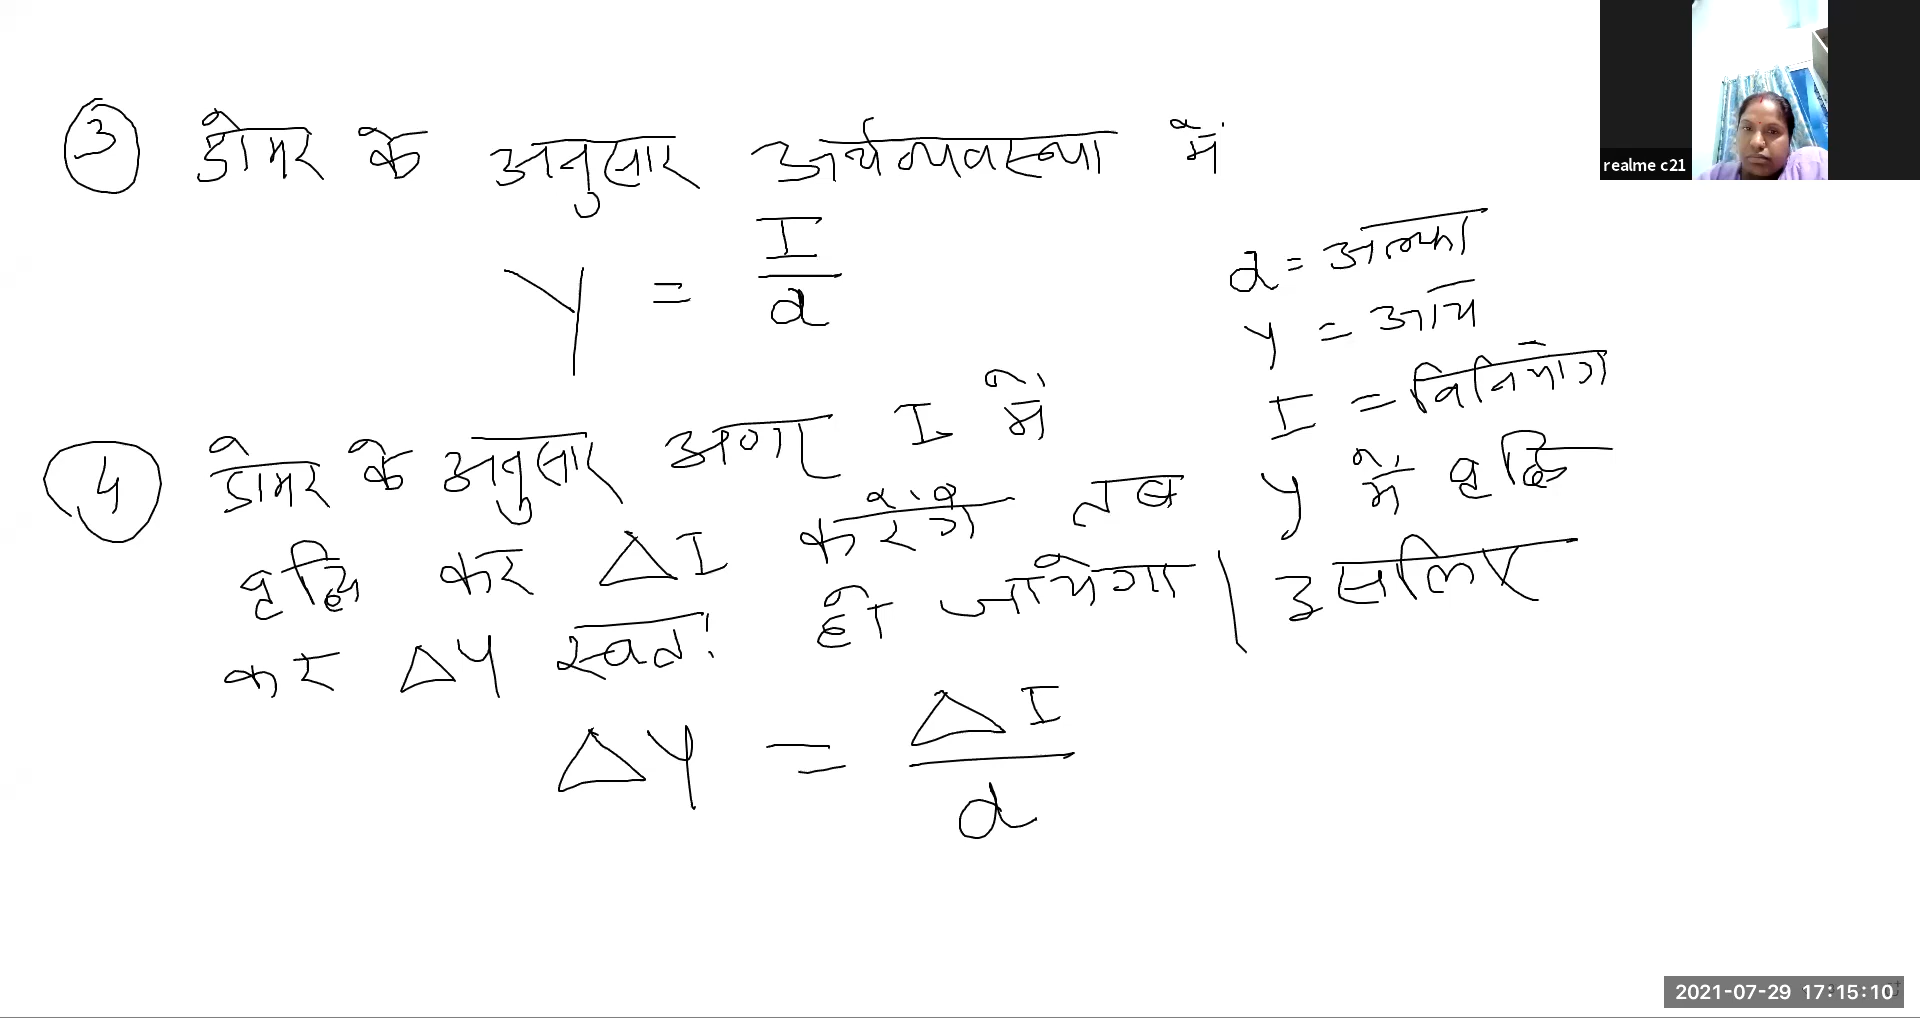 ③ डोमर के अनुसार अर्थव्यवस्था में
Y = I / α
α = अल्फा
Y = आय
I = विनियोग
④ डोमर के अनुसार अगर I में
वृद्धि कर ΔI करेंगे तब Y में वृद्धि
कर ΔY स्वतः हो जायेगा। इसलिए
ΔY = ΔI / α
realme c21
2021-07-29 17:15:10